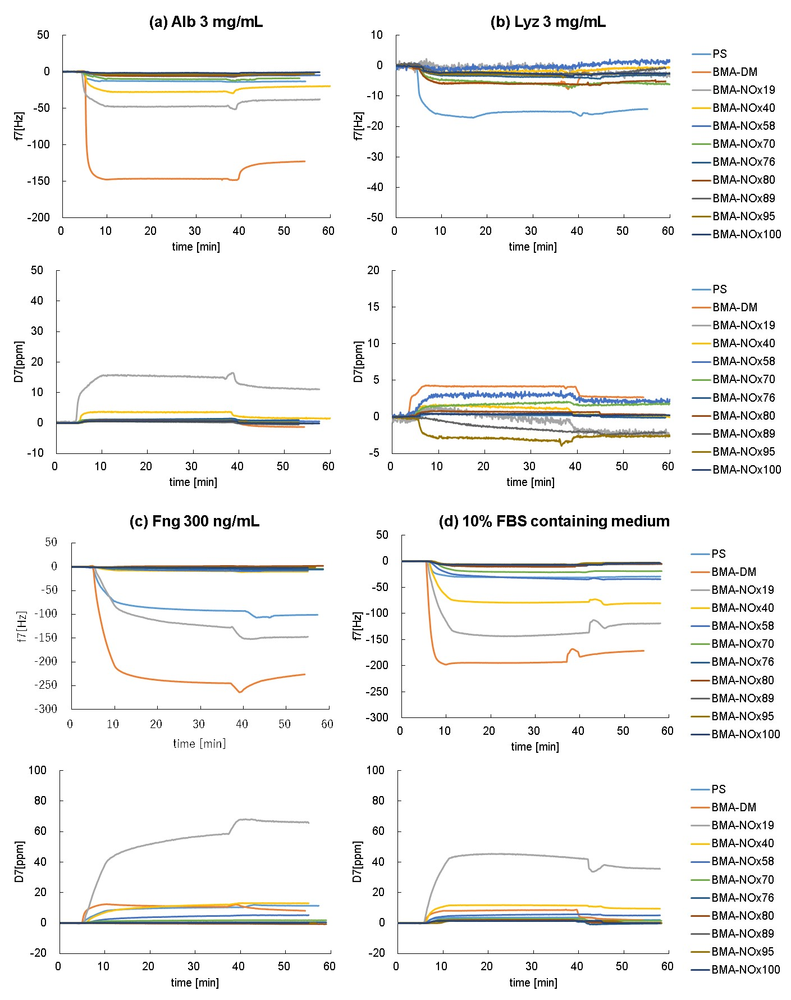 (a) Alb 3 mg/mL
50
0
-50
-100
-150
-200
f7[Hz]
0 10 20 30 40 50 60
time [min]
(b) Lyz 3 mg/mL
10
0
-10
-20
-30
-40
-50
f7[Hz]
0 10 20 30 40 50 60
time [min]
PS
BMA-DM
BMA-NOx19
BMA-NOx40
BMA-NOx58
BMA-NOx70
BMA-NOx76
BMA-NOx80
BMA-NOx89
BMA-NOx95
BMA-NOx100
50
40
30
20
10
0
-10
D7[ppm]
0 10 20 30 40 50 60
time [min]
20
15
10
5
0
-5
D7[ppm]
0 10 20 30 40 50 60
time [min]
PS
BMA-DM
BMA-NOx19
BMA-NOx40
BMA-NOx58
BMA-NOx70
BMA-NOx76
BMA-NOx80
BMA-NOx89
BMA-NOx95
BMA-NOx100
(c) Fng 300 ng/mL
50
0
-50
-100
-150
-200
-250
-300
f7[Hz]
0 10 20 30 40 50 60
time [min]
(d) 10% FBS containing medium
50
0
-50
-100
-150
-200
-250
-300
f7[Hz]
0 10 20 30 40 50 60
time [min]
PS
BMA-DM
BMA-NOx19
BMA-NOx40
BMA-NOx58
BMA-NOx70
BMA-NOx76
BMA-NOx80
BMA-NOx89
BMA-NOx95
BMA-NOx100
100
80
60
40
20
0
-20
D7[ppm]
0 10 20 30 40 50 60
time [min]
100
80
60
40
20
0
-20
D7[ppm]
0 10 20 30 40 50 60
time [min]
PS
BMA-DM
BMA-NOx19
BMA-NOx40
BMA-NOx58
BMA-NOx70
BMA-NOx76
BMA-NOx80
BMA-NOx89
BMA-NOx95
BMA-NOx100